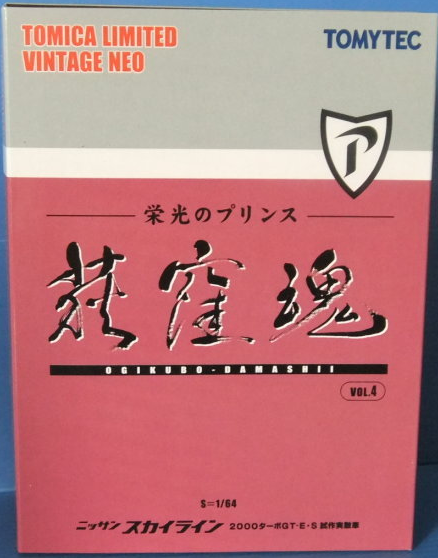 TOMICA LIMITED
VINTAGE NEO
TOMYTEC
P
栄光のプリンス
荻窪魂
OGIKUBO-DAMASHII
VOL.4
S=1/64
ニッサン スカイライン 2000ターボGT-E・S 試作実験車